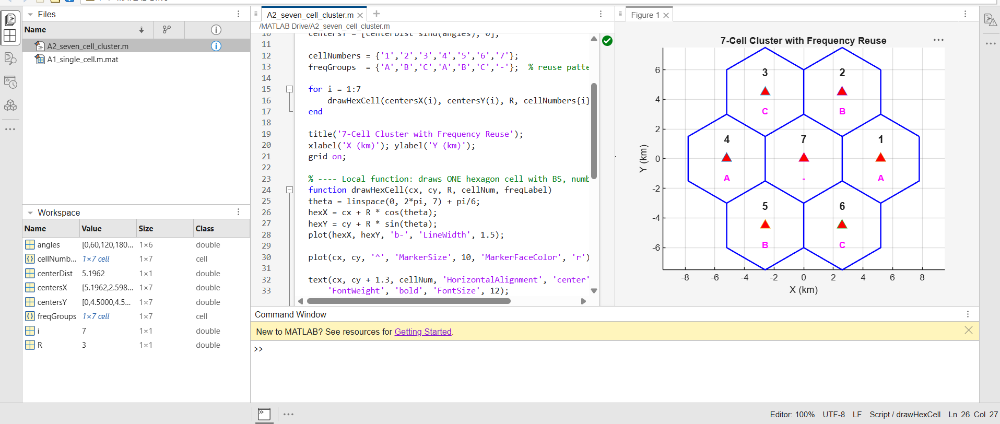 Files
Name
A2_seven_cell_cluster.m
A1_single_cell.m.mat
Workspace
Name Value Size Class
angles [0,60,120,180... 1×6 double
cellNumb... 1×7 cell 1×7 cell
centerDist 5.1962 1×1 double
centersX [5.1962,2.598... 1×7 double
centersY [0,4.5000,4.5... 1×7 double
freqGroups 1×7 cell 1×7 cell
i 7 1×1 double
R 3 1×1 double
A2_seven_cell_cluster.m
/MATLAB Drive/A2_seven_cell_cluster.m
11
12 cellNumbers = {'1','2','3','4','5','6','7'};
13 freqGroups  = {'A','B','C','A','B','C','-'};  % reuse patte
14
15 for i = 1:7
16     drawHexCell(centersX(i), centersY(i), R, cellNumbers{i}
17 end
18
19 title('7-Cell Cluster with Frequency Reuse');
20 xlabel('X (km)'); ylabel('Y (km)');
21 grid on;
22
23 % ---- Local function: draws ONE hexagon cell with BS, numb
24 function drawHexCell(cx, cy, R, cellNum, freqLabel)
25 theta = linspace(0, 2*pi, 7) + pi/6;
26 hexX = cx + R * cos(theta);
27 hexY = cy + R * sin(theta);
28 plot(hexX, hexY, 'b-', 'LineWidth', 1.5);
29
30 plot(cx, cy, '^', 'MarkerSize', 10, 'MarkerFaceColor', 'r')
31
32 text(cx, cy + 1.3, cellNum, 'HorizontalAlignment', 'center'
33     'FontWeight', 'bold', 'FontSize', 12);
Figure 1
7-Cell Cluster with Frequency Reuse
3 2
C B
4 7 1
A - A
5 6
B C
6
4
2
0
-2
-4
-6
Y (km)
-8 -6 -4 -2 0 2 4 6 8
X (km)
Command Window
New to MATLAB? See resources for Getting Started.
>>
Editor: 100% UTF-8 LF Script / drawHexCell Ln 26 Col 27